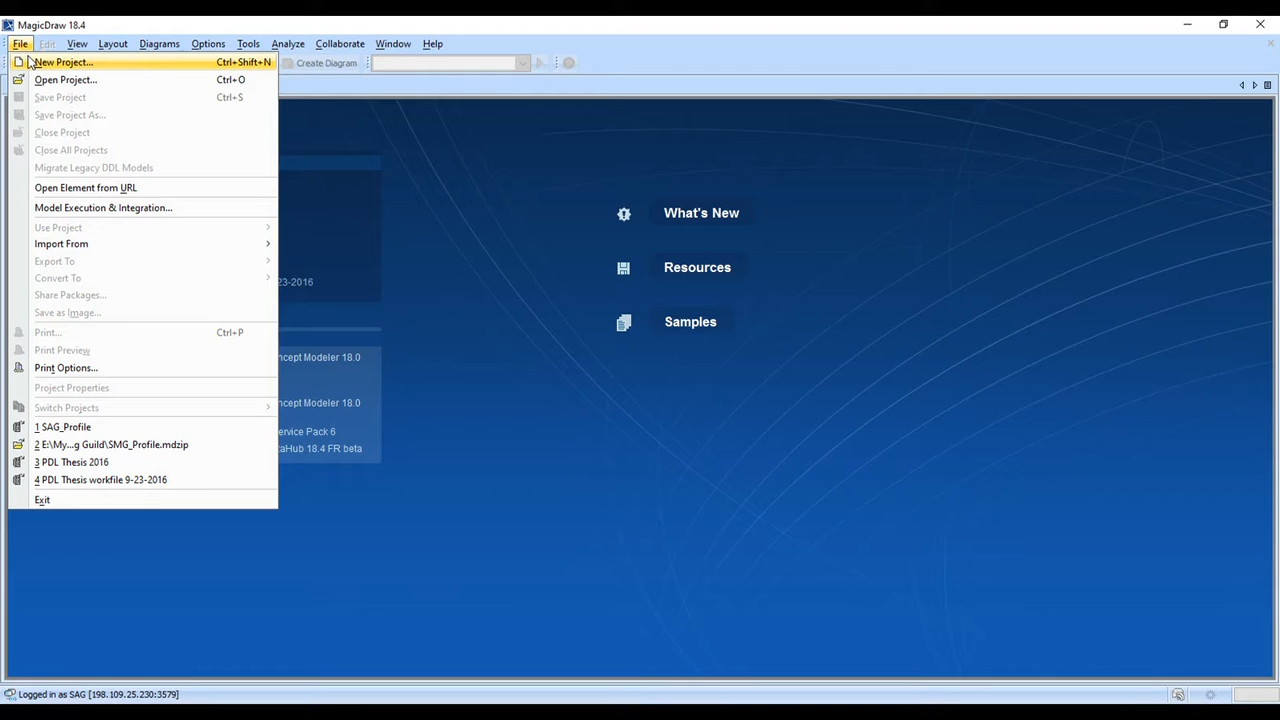 MagicDraw 18.4
File Edit View Layout Diagrams Options Tools Analyze Collaborate Window Help
New Project... Ctrl+Shift+N
Create Diagram
Open Project... Ctrl+O
Save Project Ctrl+S
Save Project As...
Close Project
Close All Projects
Migrate Legacy DDL Models
Open Element from URL
Model Execution & Integration...
What's New
Use Project
Import From
Export To
Resources
Convert To
23-2016
Share Packages...
Save as Image...
Samples
Print... Ctrl+P
Print Preview
ncept Modeler 18.0
Print Options...
Project Properties
Switch Projects
ncept Modeler 18.0
1 SAG_Profile
ervice Pack 6
2 E:\My...g Guild\SMG_Profile.mdzip
taHub 18.4 FR beta
3 PDL Thesis 2016
4 PDL Thesis workfile 9-23-2016
Exit
Logged in as SAG [198.109.25.230:3579]